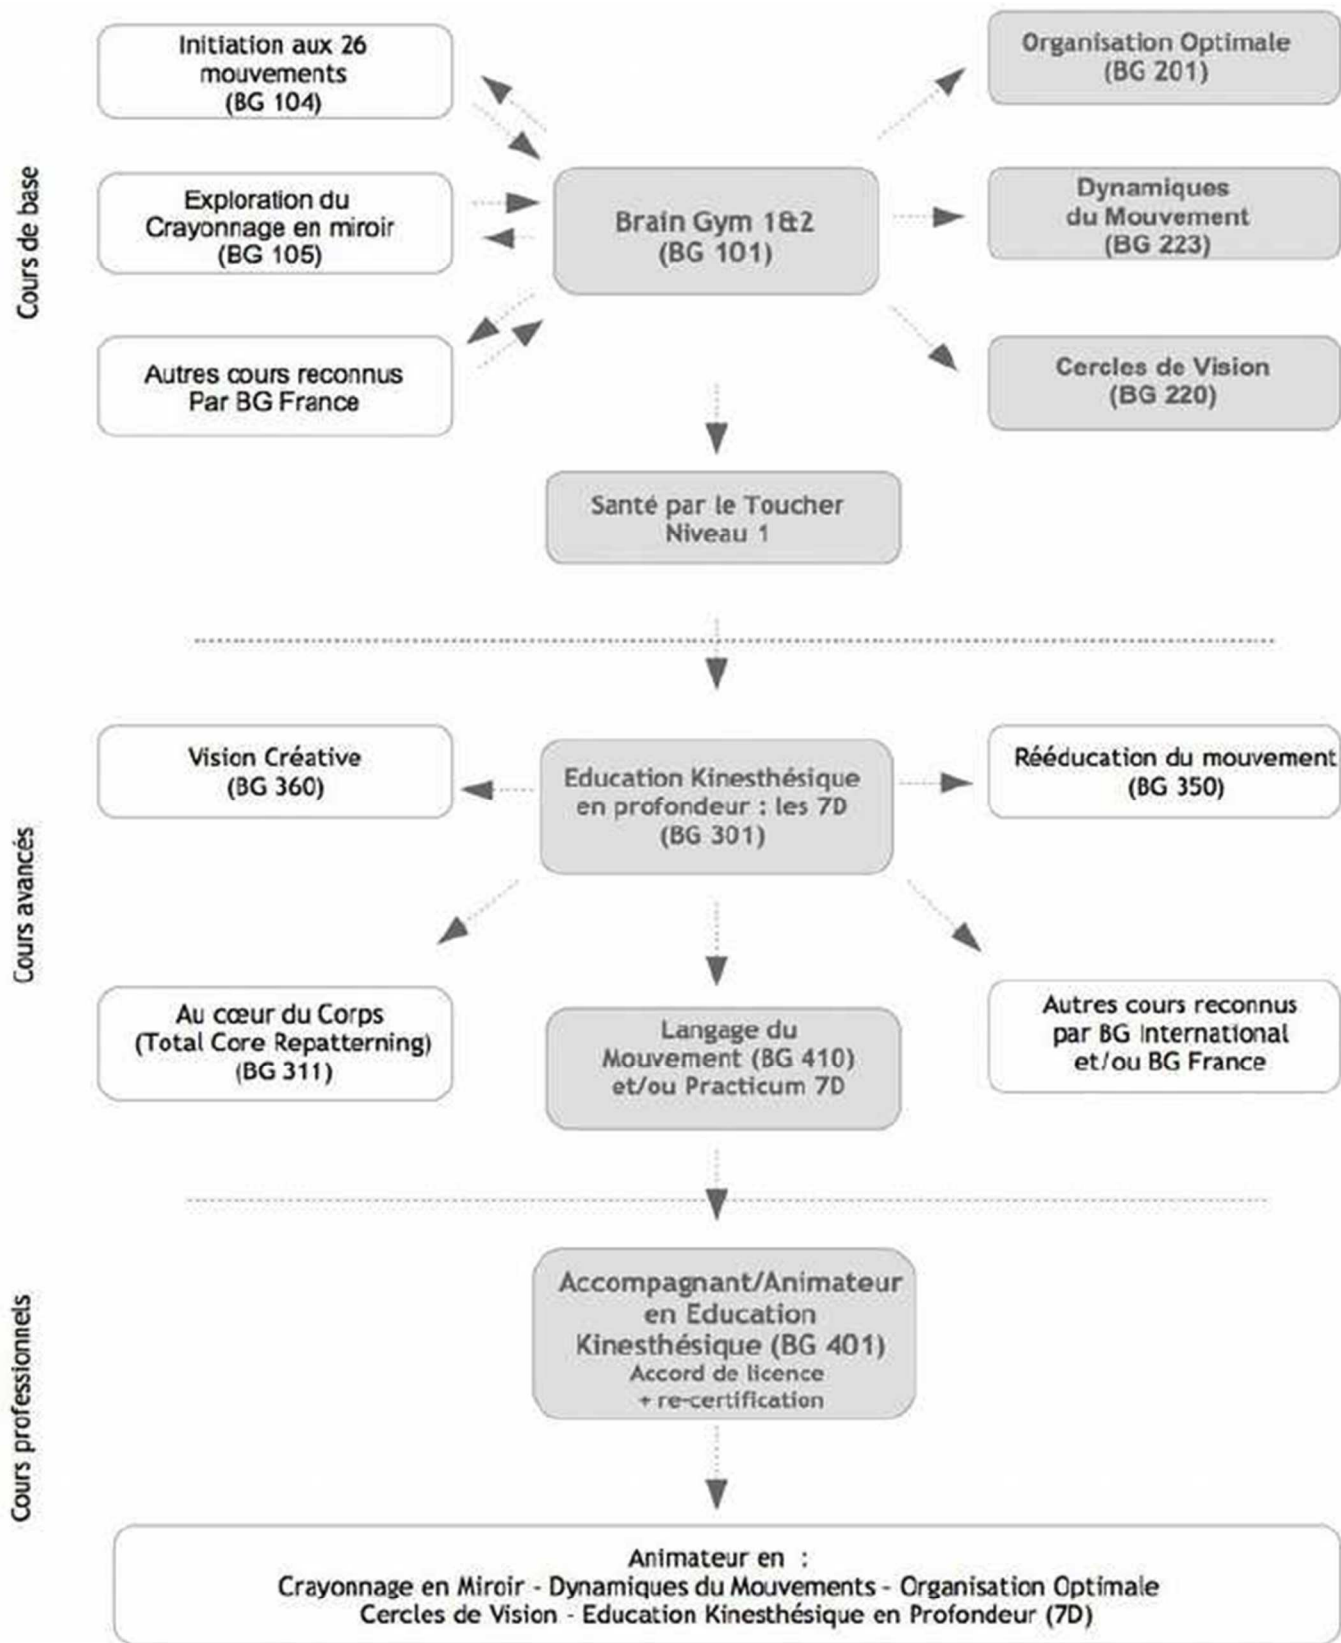 Cours de base
Initiation aux 26
mouvements
(BG 104)
Exploration du
Crayonnage en miroir
(BG 105)
Autres cours reconnus
Par BG France
Brain Gym 1&2
(BG 101)
Organisation Optimale
(BG 201)
Dynamiques
du Mouvement
(BG 223)
Cercles de Vision
(BG 220)
Santé par le Toucher
Niveau 1
Cours avancés
Vision Créative
(BG 360)
Education Kinesthésique
en profondeur : les 7D
(BG 301)
Rééducation du mouvement
(BG 350)
Au cœur du Corps
(Total Core Repatterning)
(BG 311)
Langage du
Mouvement (BG 410)
et/ou Practicum 7D
Autres cours reconnus
par BG International
et/ou BG France
Cours professionnels
Accompagnant/Animateur
en Education
Kinesthésique (BG 401)
Accord de licence
+ re-certification
Animateur en :
Crayonnage en Miroir - Dynamiques du Mouvements - Organisation Optimale
Cercles de Vision - Education Kinesthésique en Profondeur (7D)